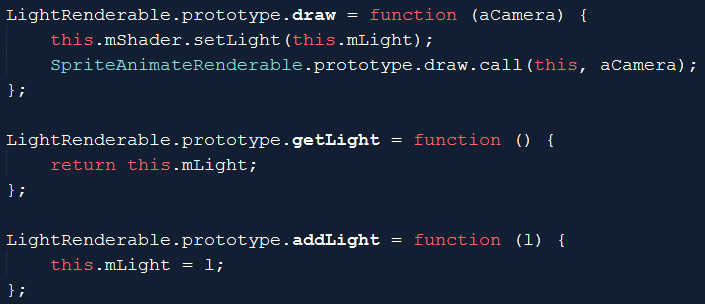 LightRenderable.prototype.draw = function (aCamera) {
    this.mShader.setLight(this.mLight);
    SpriteAnimateRenderable.prototype.draw.call(this, aCamera);
};

LightRenderable.prototype.getLight = function () {
    return this.mLight;
};

LightRenderable.prototype.addLight = function (l) {
    this.mLight = l;
};